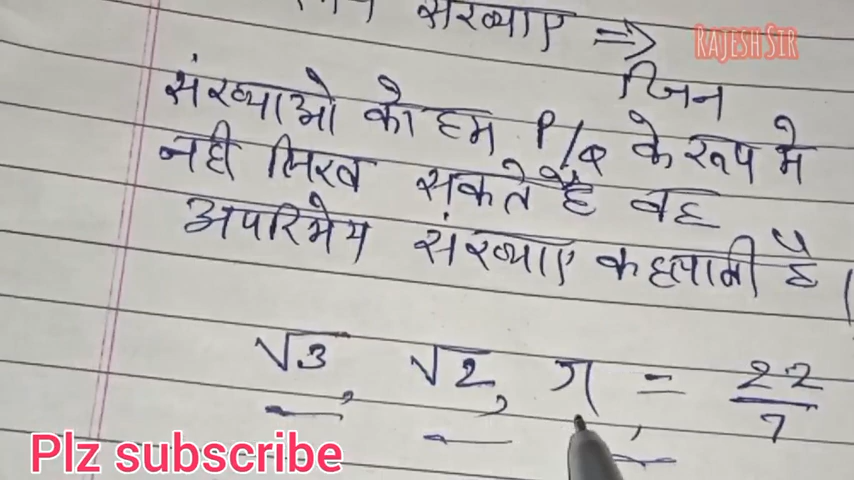 संख्याए =>
RAJESH SIR
जिन
संख्याओ को हम P/Q के रूप मे
नही लिख सकते है वह
अपरिमेय संख्याए कहलाती है।
√3, √2, π = 22/7
Plz subscribe